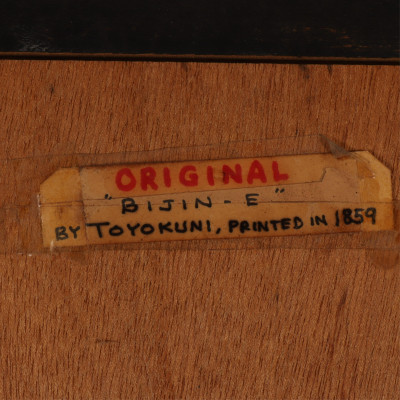 ORIGINAL
"BIJIN-E"
BY TOYOKUNI, PRINTED IN 1859